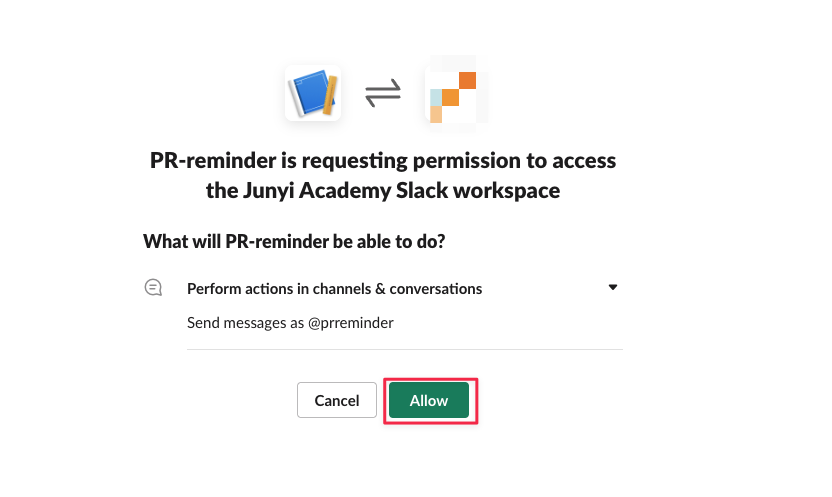 PR-reminder is requesting permission to access
the Junyi Academy Slack workspace
What will PR-reminder be able to do?
Perform actions in channels & conversations
Send messages as @prreminder
Cancel
Allow